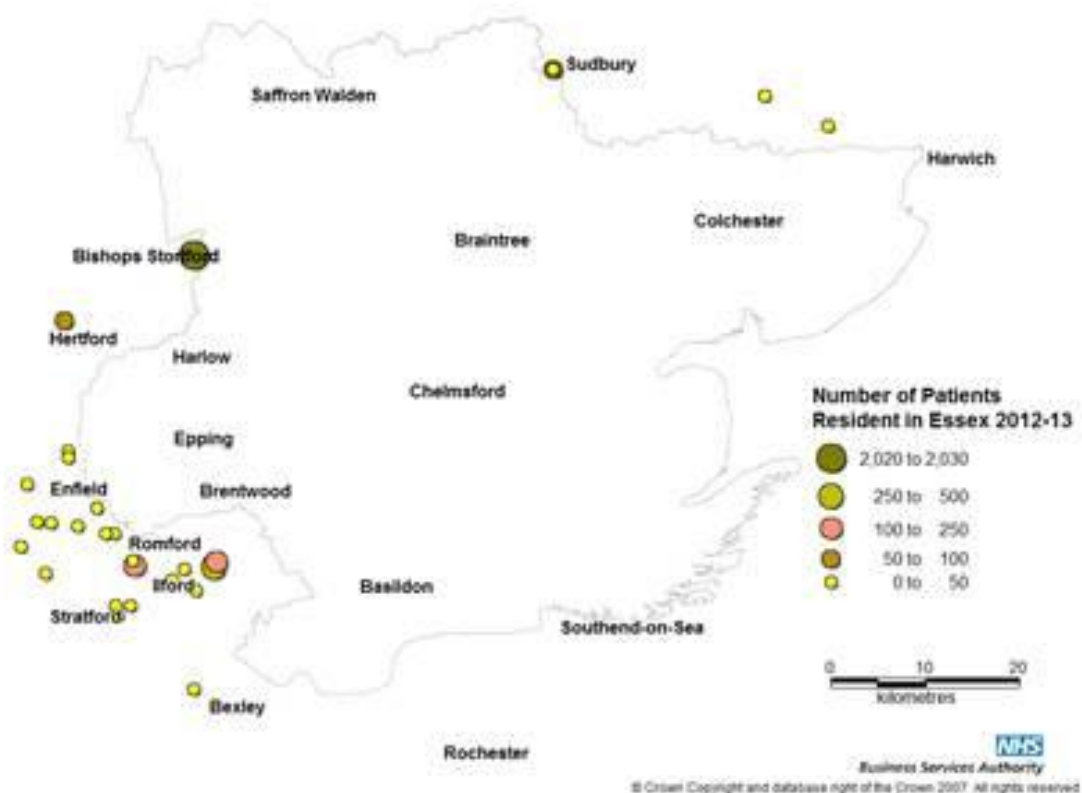 Sudbury
Saffron Walden
Harwich
Colchester
Braintree
Bishops Stortford
Hertford
Harlow
Chelmsford
Number of Patients
Resident in Essex 2012-13
Epping
2,020 to 2,030
Enfield
Brentwood
250 to 500
100 to 250
Romford
50 to 100
Ilford
Basildon
0 to 50
Stratford
Southend-on-Sea
0 10 20
kilometres
Bexley
Rochester
NHS
Business Services Authority
© Crown Copyright and database right of the Crown 2007 All rights reserved